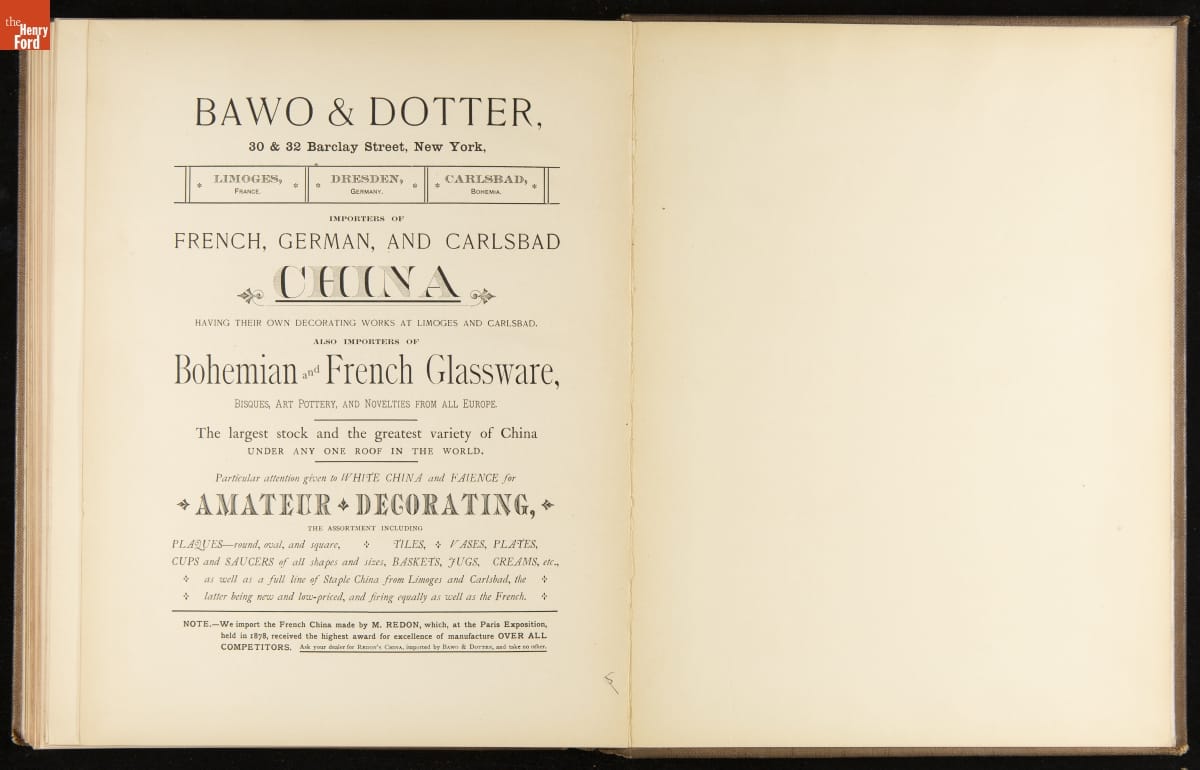 the
Henry
Ford
BAWO & DOTTER,
30 & 32 Barclay Street, New York,
* LIMOGES, * * DRESDEN, * * CARLSBAD, *
FRANCE. GERMANY. BOHEMIA.
IMPORTERS OF
FRENCH, GERMAN, AND CARLSBAD
CHINA
HAVING THEIR OWN DECORATING WORKS AT LIMOGES AND CARLSBAD.
ALSO IMPORTERS OF
Bohemian and French Glassware,
BISQUES, ART POTTERY, AND NOVELTIES FROM ALL EUROPE.
The largest stock and the greatest variety of China
UNDER ANY ONE ROOF IN THE WORLD.
Particular attention given to WHITE CHINA and FAIENCE for
AMATEUR DECORATING,
THE ASSORTMENT INCLUDING
PLAQUES—round, oval, and square, TILES, VASES, PLATES,
CUPS and SAUCERS of all shapes and sizes, BASKETS, JUGS, CREAMS, etc.,
as well as a full line of Staple China from Limoges and Carlsbad, the
latter being new and low-priced, and firing equally as well as the French.
NOTE.—We import the French China made by M. REDON, which, at the Paris Exposition,
held in 1878, received the highest award for excellence of manufacture OVER ALL
COMPETITORS. Ask your dealer for REDON'S CHINA, imported by BAWO & DOTTER, and take no other.